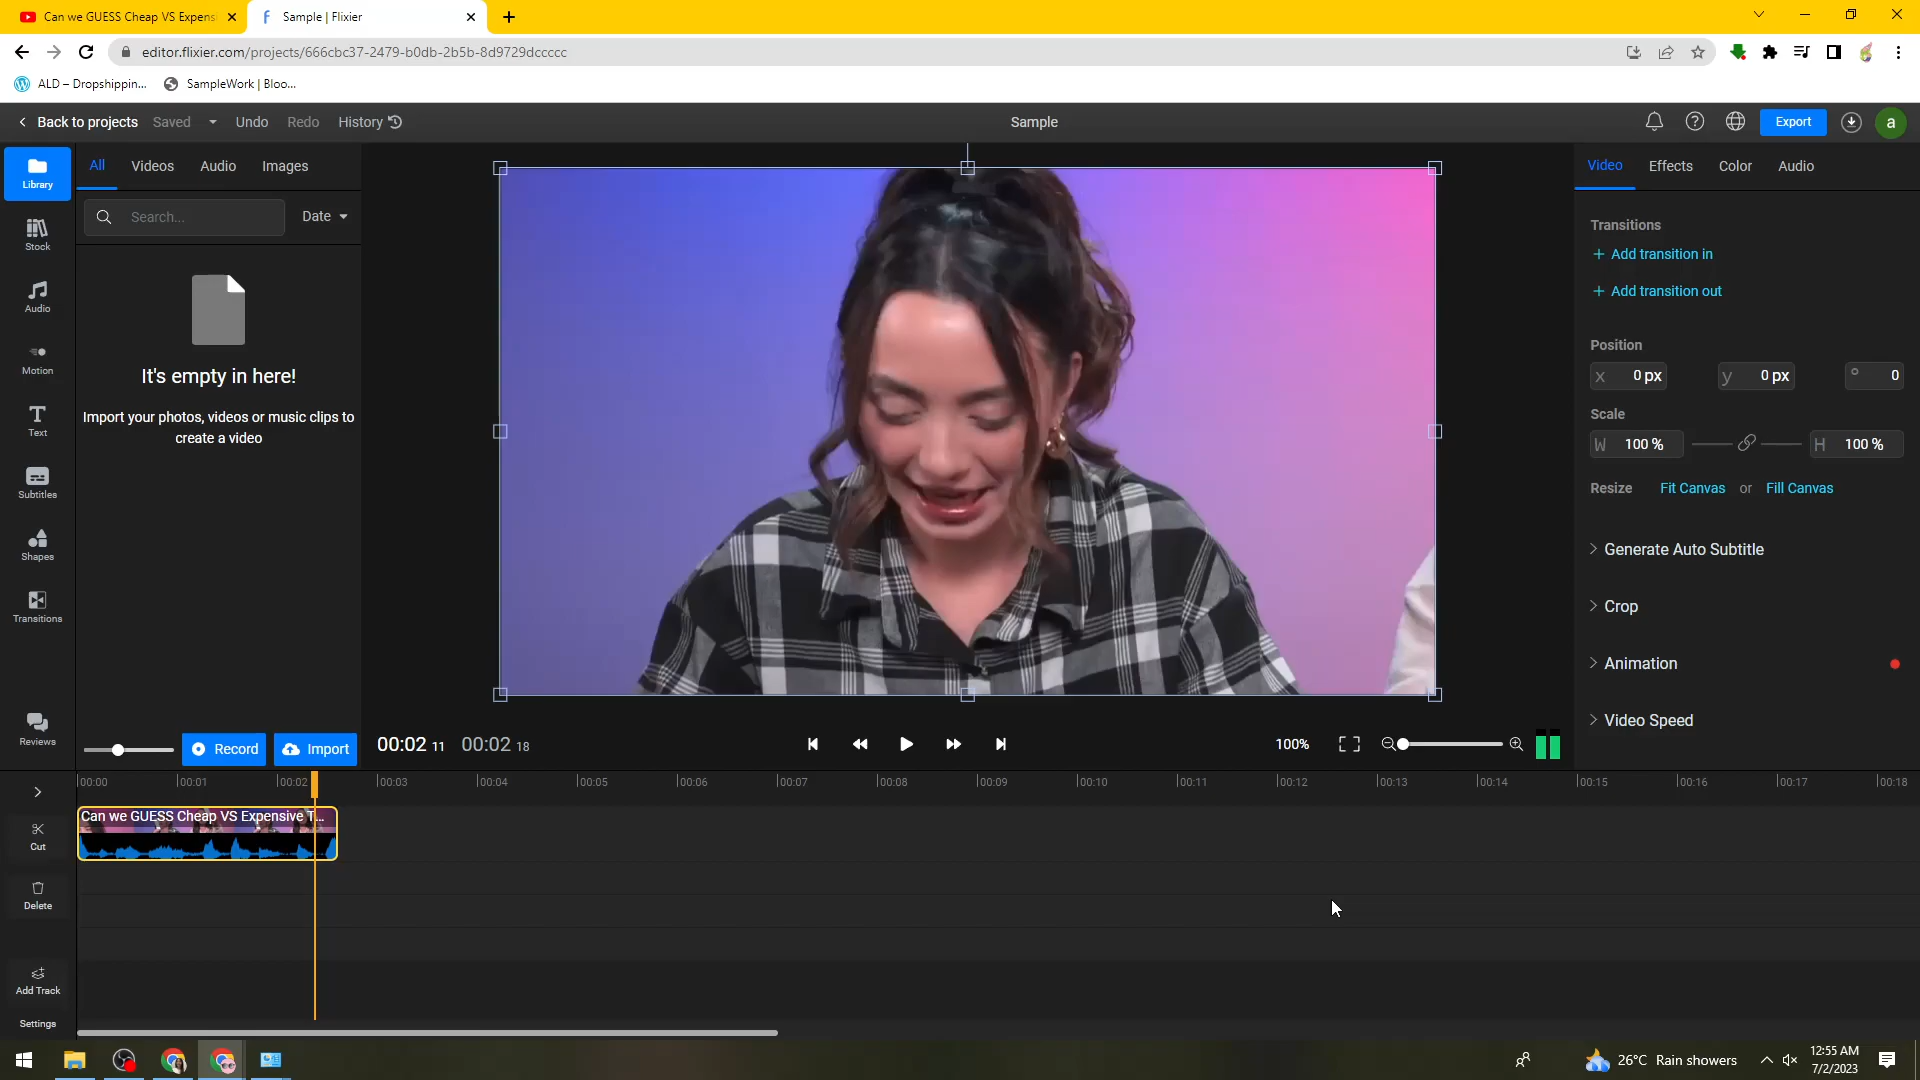 Can we GUESS Cheap VS Expens
Sample | Flixier
editor.flixier.com/projects/666cbc37-2479-b0db-2b5b-8d9729dccccc
ALD – Dropshippin...
SampleWork | Bloo...
Back to projects
Saved
Undo
Redo
History
Sample
Export
a
Library
Stock
Audio
Motion
Text
Subtitles
Shapes
Transitions
Reviews
All
Videos
Audio
Images
Search...
Date
It's empty in here!
Import your photos, videos or music clips to
create a video
Record
Import
00:02 11
00:02 18
100%
Video
Effects
Color
Audio
Transitions
+ Add transition in
+ Add transition out
Position
x 0 px
y 0 px
° 0
Scale
W 100 %
H 100 %
Resize
Fit Canvas or Fill Canvas
Generate Auto Subtitle
Crop
Animation
Video Speed
00:00
00:01
00:02
00:03
00:04
00:05
00:06
00:07
00:08
00:09
00:10
00:11
00:12
00:13
00:14
00:15
00:16
00:17
00:18
Can we GUESS Cheap VS Expensive T...
Cut
Delete
Add Track
Settings
26°C Rain showers
12:55 AM
7/2/2023